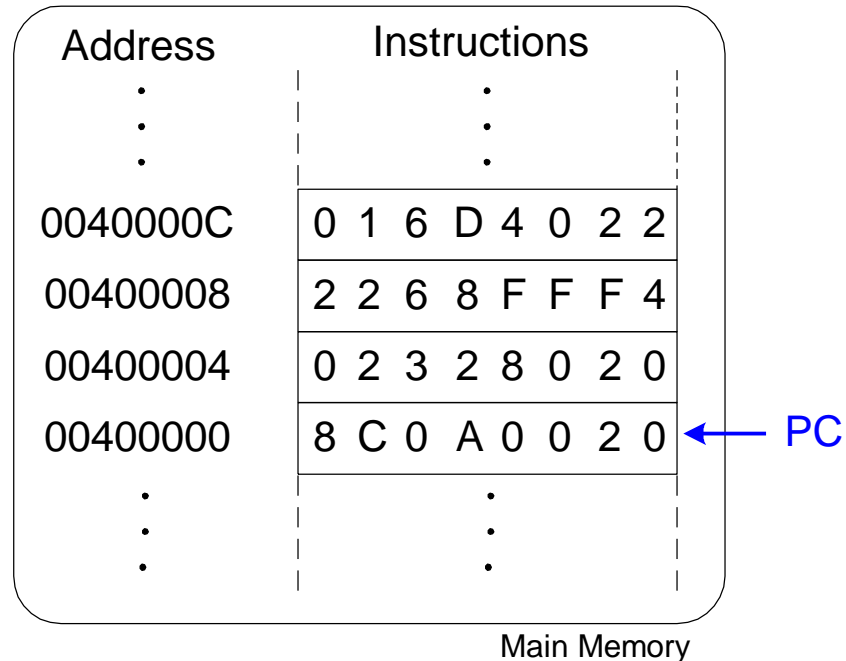 Address Instructions
0040000C 0 1 6 D 4 0 2 2
00400008 2 2 6 8 F F F 4
00400004 0 2 3 2 8 0 2 0
00400000 8 C 0 A 0 0 2 0 PC
Main Memory